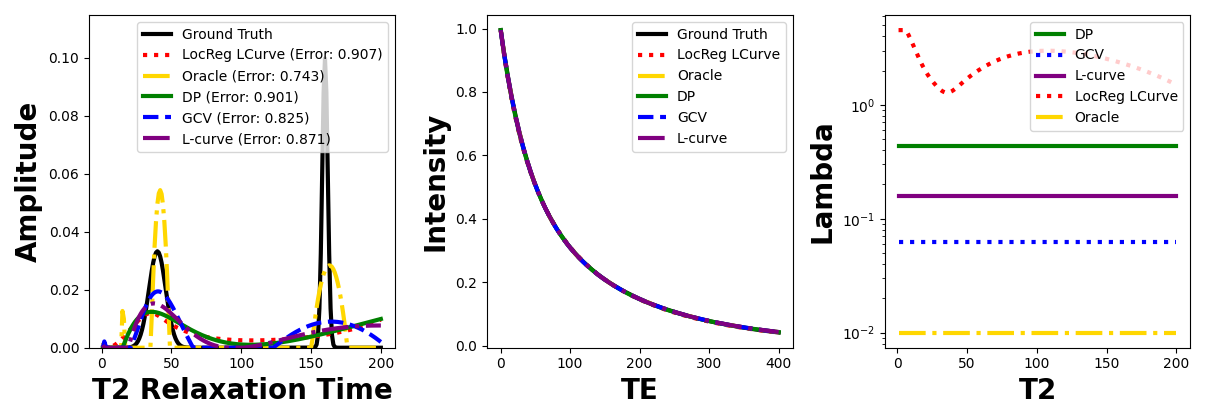 Amplitude
0.10
0.08
0.06
0.04
0.02
0.00
Ground Truth
LocReg LCurve (Error: 0.907)
Oracle (Error: 0.743)
DP (Error: 0.901)
GCV (Error: 0.825)
L-curve (Error: 0.871)
0 50 100 150 200
T2 Relaxation Time
Intensity
1.0
0.8
0.6
0.4
0.2
0.0
Ground Truth
LocReg LCurve
Oracle
DP
GCV
L-curve
0 100 200 300 400
TE
Lambda
10⁰
10⁻¹
10⁻²
DP
GCV
L-curve
LocReg LCurve
Oracle
0 50 100 150 200
T2